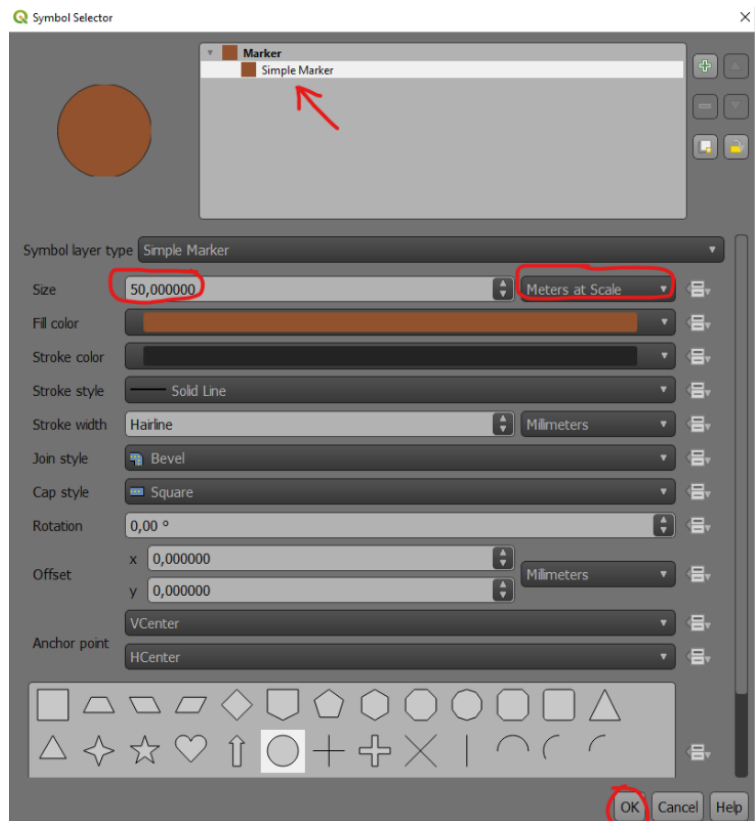 Symbol Selector
Marker
Simple Marker
Symbol layer type Simple Marker
Size 50,000000 Meters at Scale
Fill color
Stroke color
Stroke style Solid Line
Stroke width Hairline Millimeters
Join style Bevel
Cap style Square
Rotation 0,00 °
Offset x 0,000000 Millimeters
y 0,000000
Anchor point VCenter
HCenter
OK Cancel Help